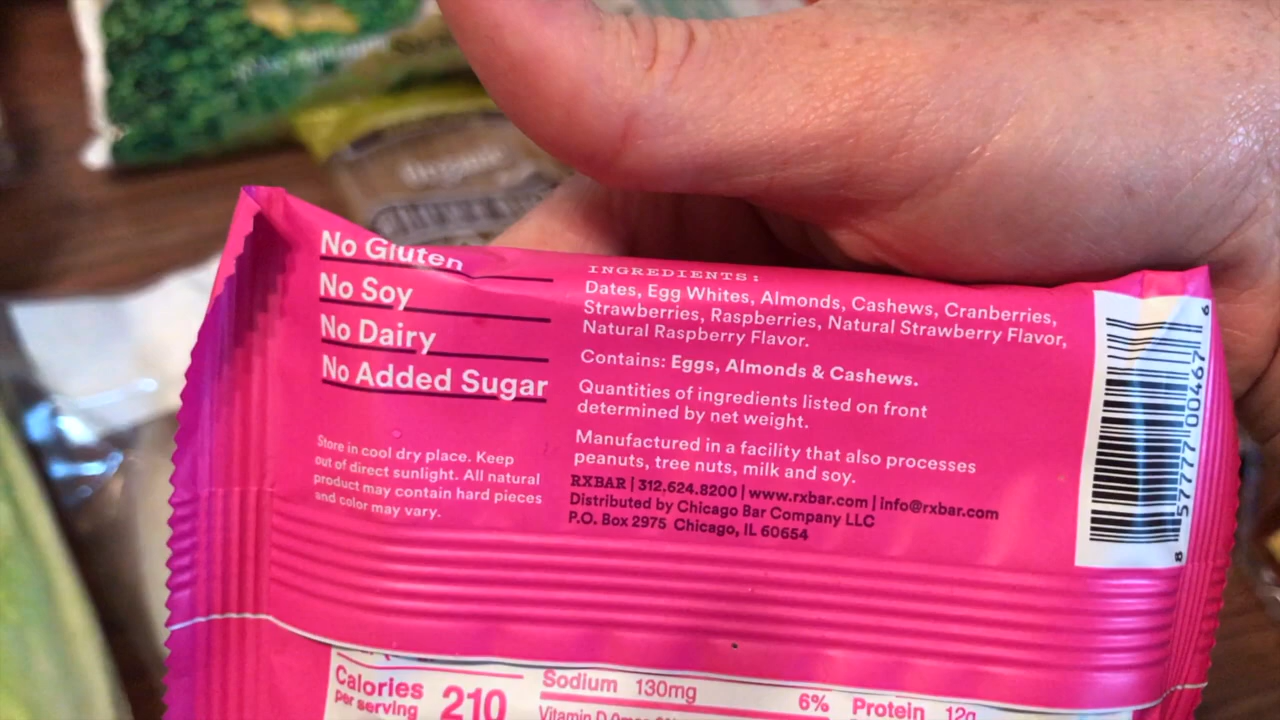 Organic
No Gluten
No Soy
No Dairy
No Added Sugar
Store in cool dry place. Keep
out of direct sunlight. All natural
product may contain hard pieces
and color may vary.
INGREDIENTS:
Dates, Egg Whites, Almonds, Cashews, Cranberries,
Strawberries, Raspberries, Natural Strawberry Flavor,
Natural Raspberry Flavor.
Contains: Eggs, Almonds & Cashews.
Quantities of ingredients listed on front
determined by net weight.
Manufactured in a facility that also processes
peanuts, tree nuts, milk and soy.
RXBAR | 312.624.8200 | www.rxbar.com | info@rxbar.com
Distributed by Chicago Bar Company LLC
P.O. Box 2975 Chicago, IL 60654
8 57777 00467 6
Calories
per serving
210
Sodium 130mg 6%
Vitamin D 0mcg
Protein 12g